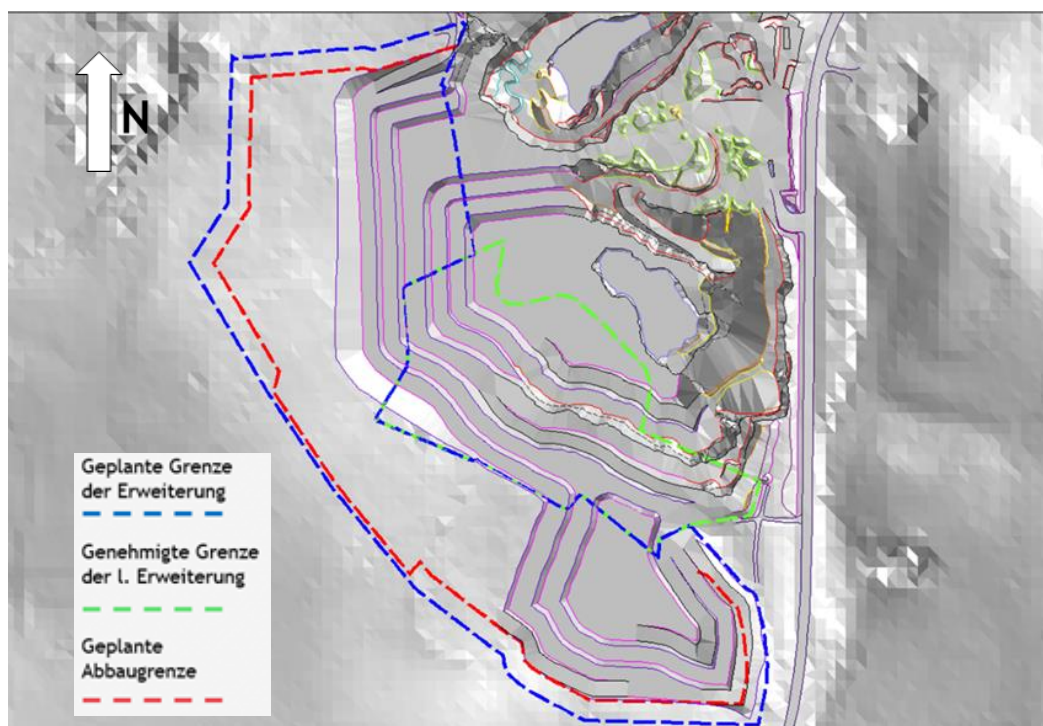 N
Geplante Grenze
der Erweiterung
Genehmigte Grenze
der l. Erweiterung
Geplante
Abbaugrenze